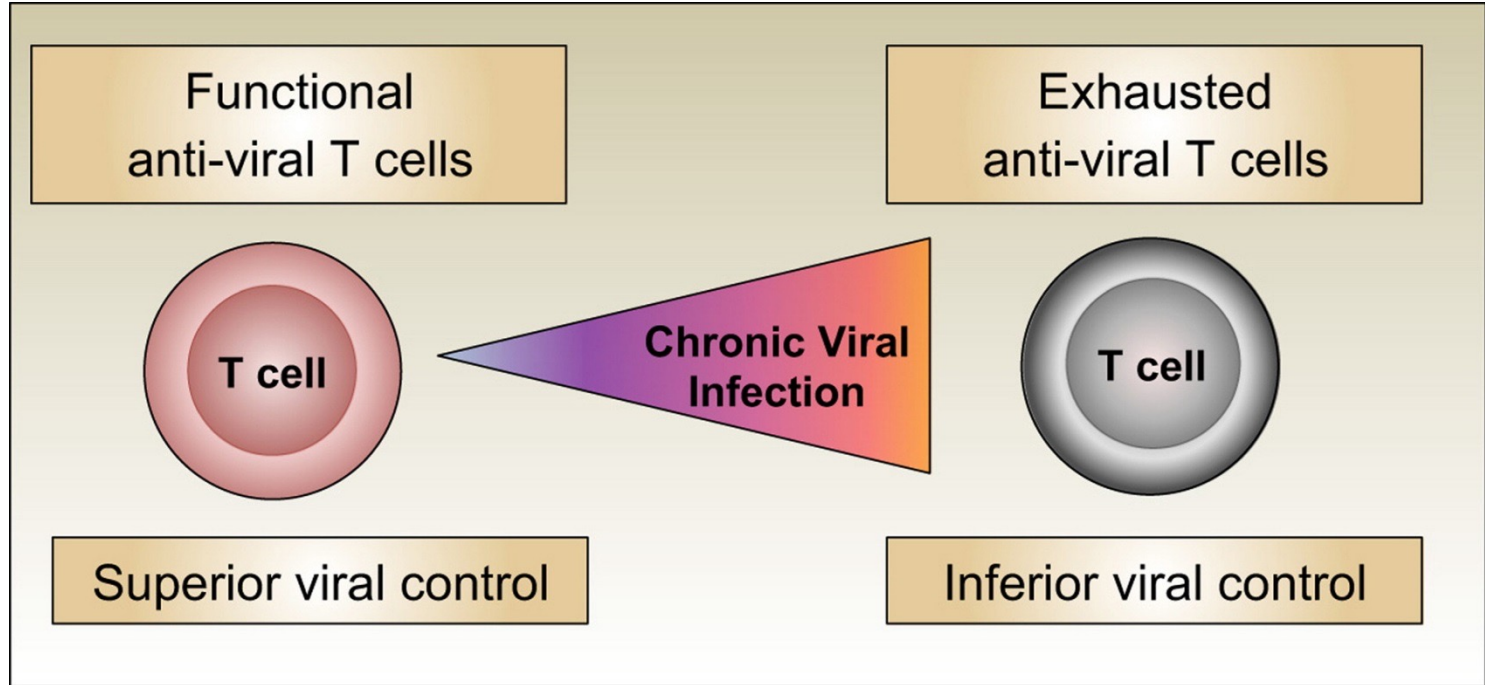 Functional
anti-viral T cells
Exhausted
anti-viral T cells
T cell
Chronic Viral
Infection
T cell
Superior viral control
Inferior viral control